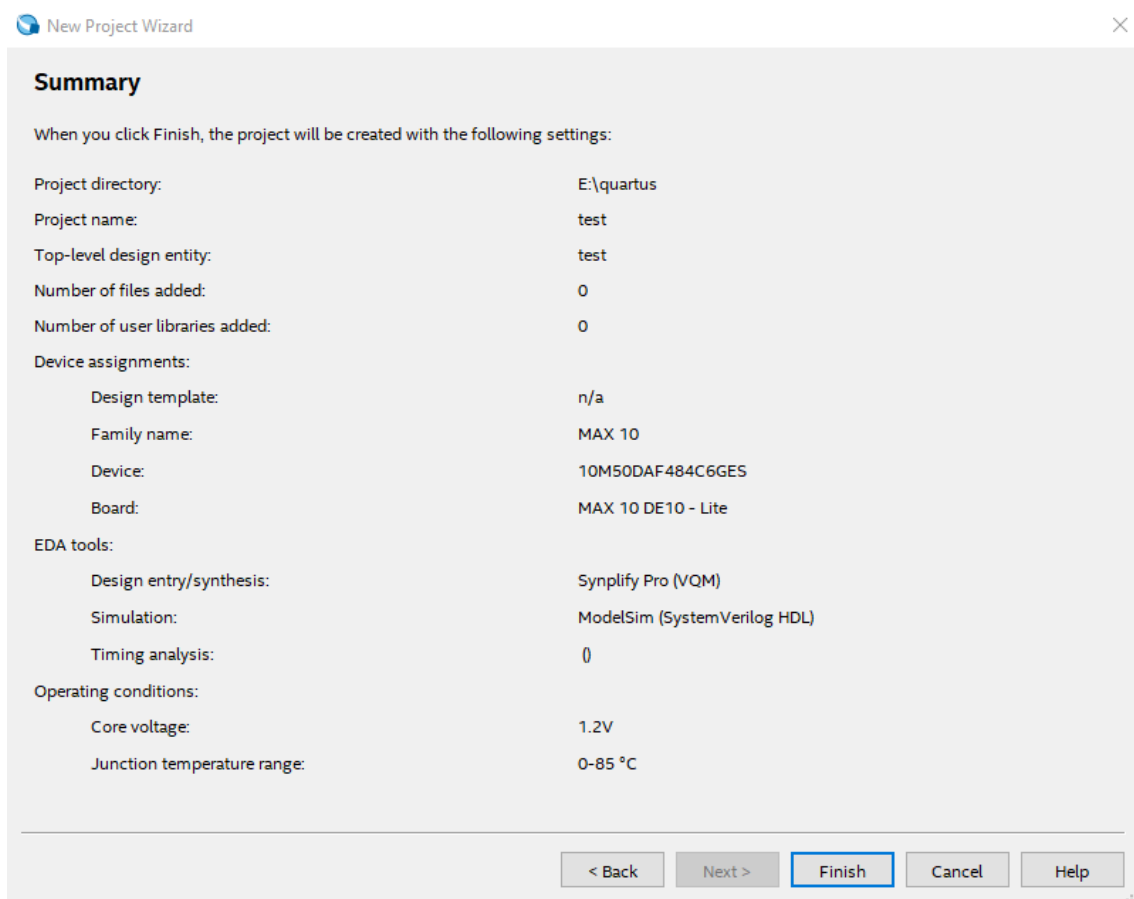 New Project Wizard
Summary
When you click Finish, the project will be created with the following settings:
Project directory: E:\quartus
Project name: test
Top-level design entity: test
Number of files added: 0
Number of user libraries added: 0
Device assignments:
Design template: n/a
Family name: MAX 10
Device: 10M50DAF484C6GES
Board: MAX 10 DE10 - Lite
EDA tools:
Design entry/synthesis: Synplify Pro (VQM)
Simulation: ModelSim (SystemVerilog HDL)
Timing analysis: ()
Operating conditions:
Core voltage: 1.2V
Junction temperature range: 0-85 °C
< Back Next > Finish Cancel Help